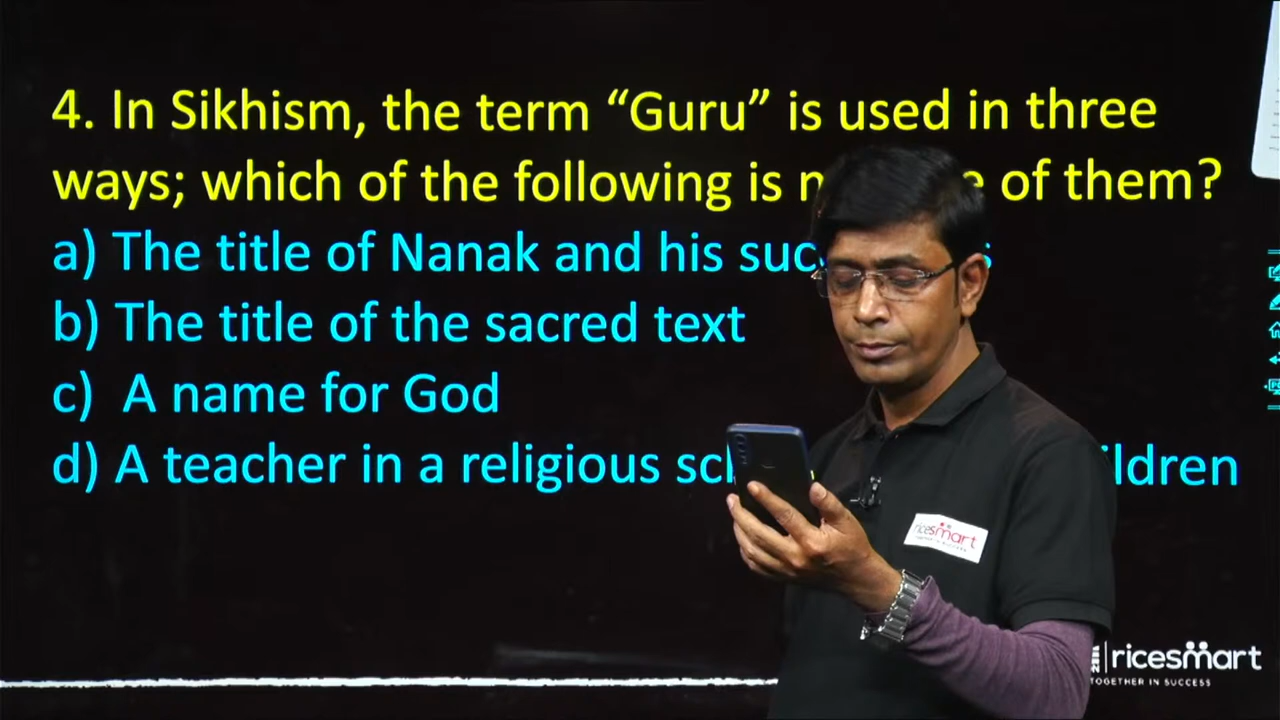 4. In Sikhism, the term “Guru” is used in three
ways; which of the following is of them?
a) The title of Nanak and his
b) The title of the sacred text
c) A name for God
d) A teacher in a religious
ricesmart
ricesmart
TOGETHER IN SUCCESS